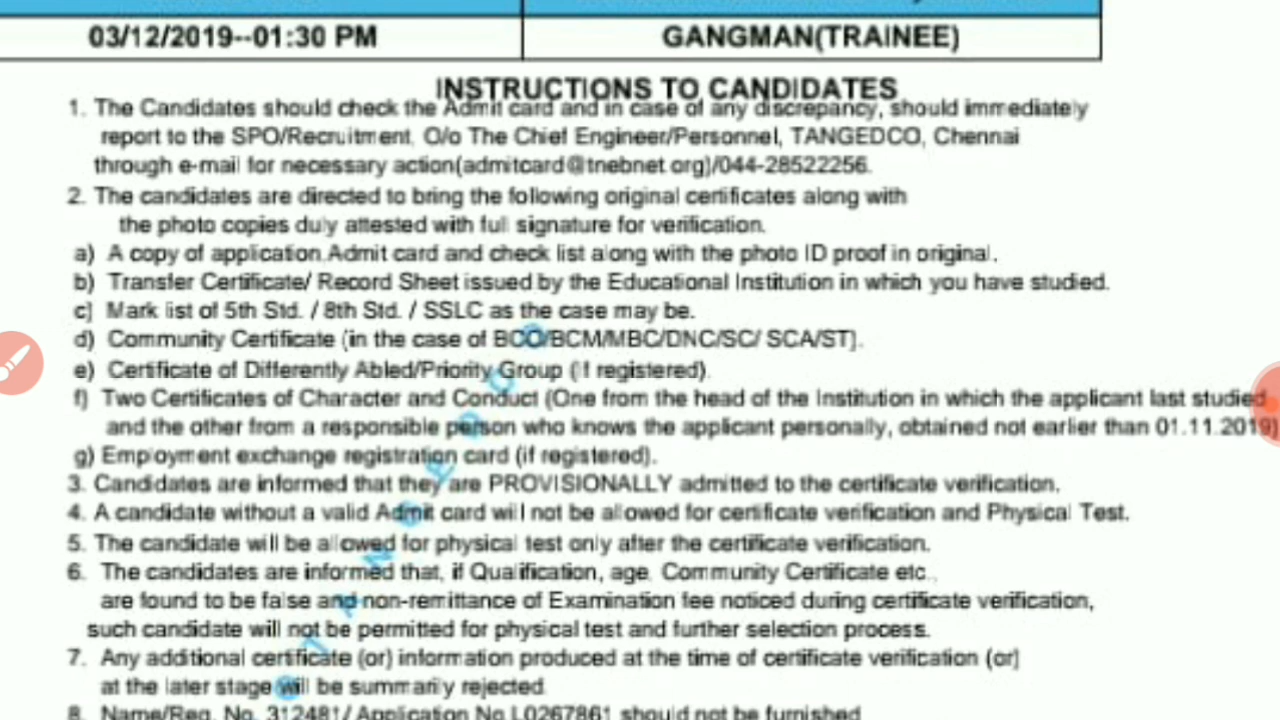 03/12/2019--01:30 PM
GANGMAN(TRAINEE)
INSTRUCTIONS TO CANDIDATES
1. The Candidates should check the Admit card and in case of any discrepancy, should immediately
report to the SPO/Recruitment, O/o The Chief Engineer/Personnel, TANGEDCO, Chennai
through e-mail for necessary action(admitcard@tnebnet.org)/044-28522256.
2. The candidates are directed to bring the following original certificates along with
the photo copies duly attested with full signature for verification.
a) A copy of application Admit card and check list along with the photo ID proof in original.
b) Transfer Certificate/ Record Sheet issued by the Educational Institution in which you have studied.
c) Mark list of 5th Std. / 8th Std. / SSLC as the case may be.
d) Community Certificate (in the case of BCO/BCM/MBC/DNC/SC/ SCA/ST).
e) Certificate of Differently Abled/Priority Group (if registered).
f) Two Certificates of Character and Conduct (One from the head of the Institution in which the applicant last studied
and the other from a responsible person who knows the applicant personally, obtained not earlier than 01.11.2019)
g) Employment exchange registration card (if registered).
3. Candidates are informed that they are PROVISIONALLY admitted to the certificate verification.
4. A candidate without a valid Admit card will not be allowed for certificate verification and Physical Test.
5. The candidate will be allowed for physical test only after the certificate verification.
6. The candidates are informed that, if Qualification, age, Community Certificate etc.,
are found to be false and non-remittance of Examination fee noticed during certificate verification,
such candidate will not be permitted for physical test and further selection process.
7. Any additional certificate (or) information produced at the time of certificate verification (or)
at the later stage will be summarily rejected
8. Name/Reg. No. 312481/ Application No L0267861 should not be furnished